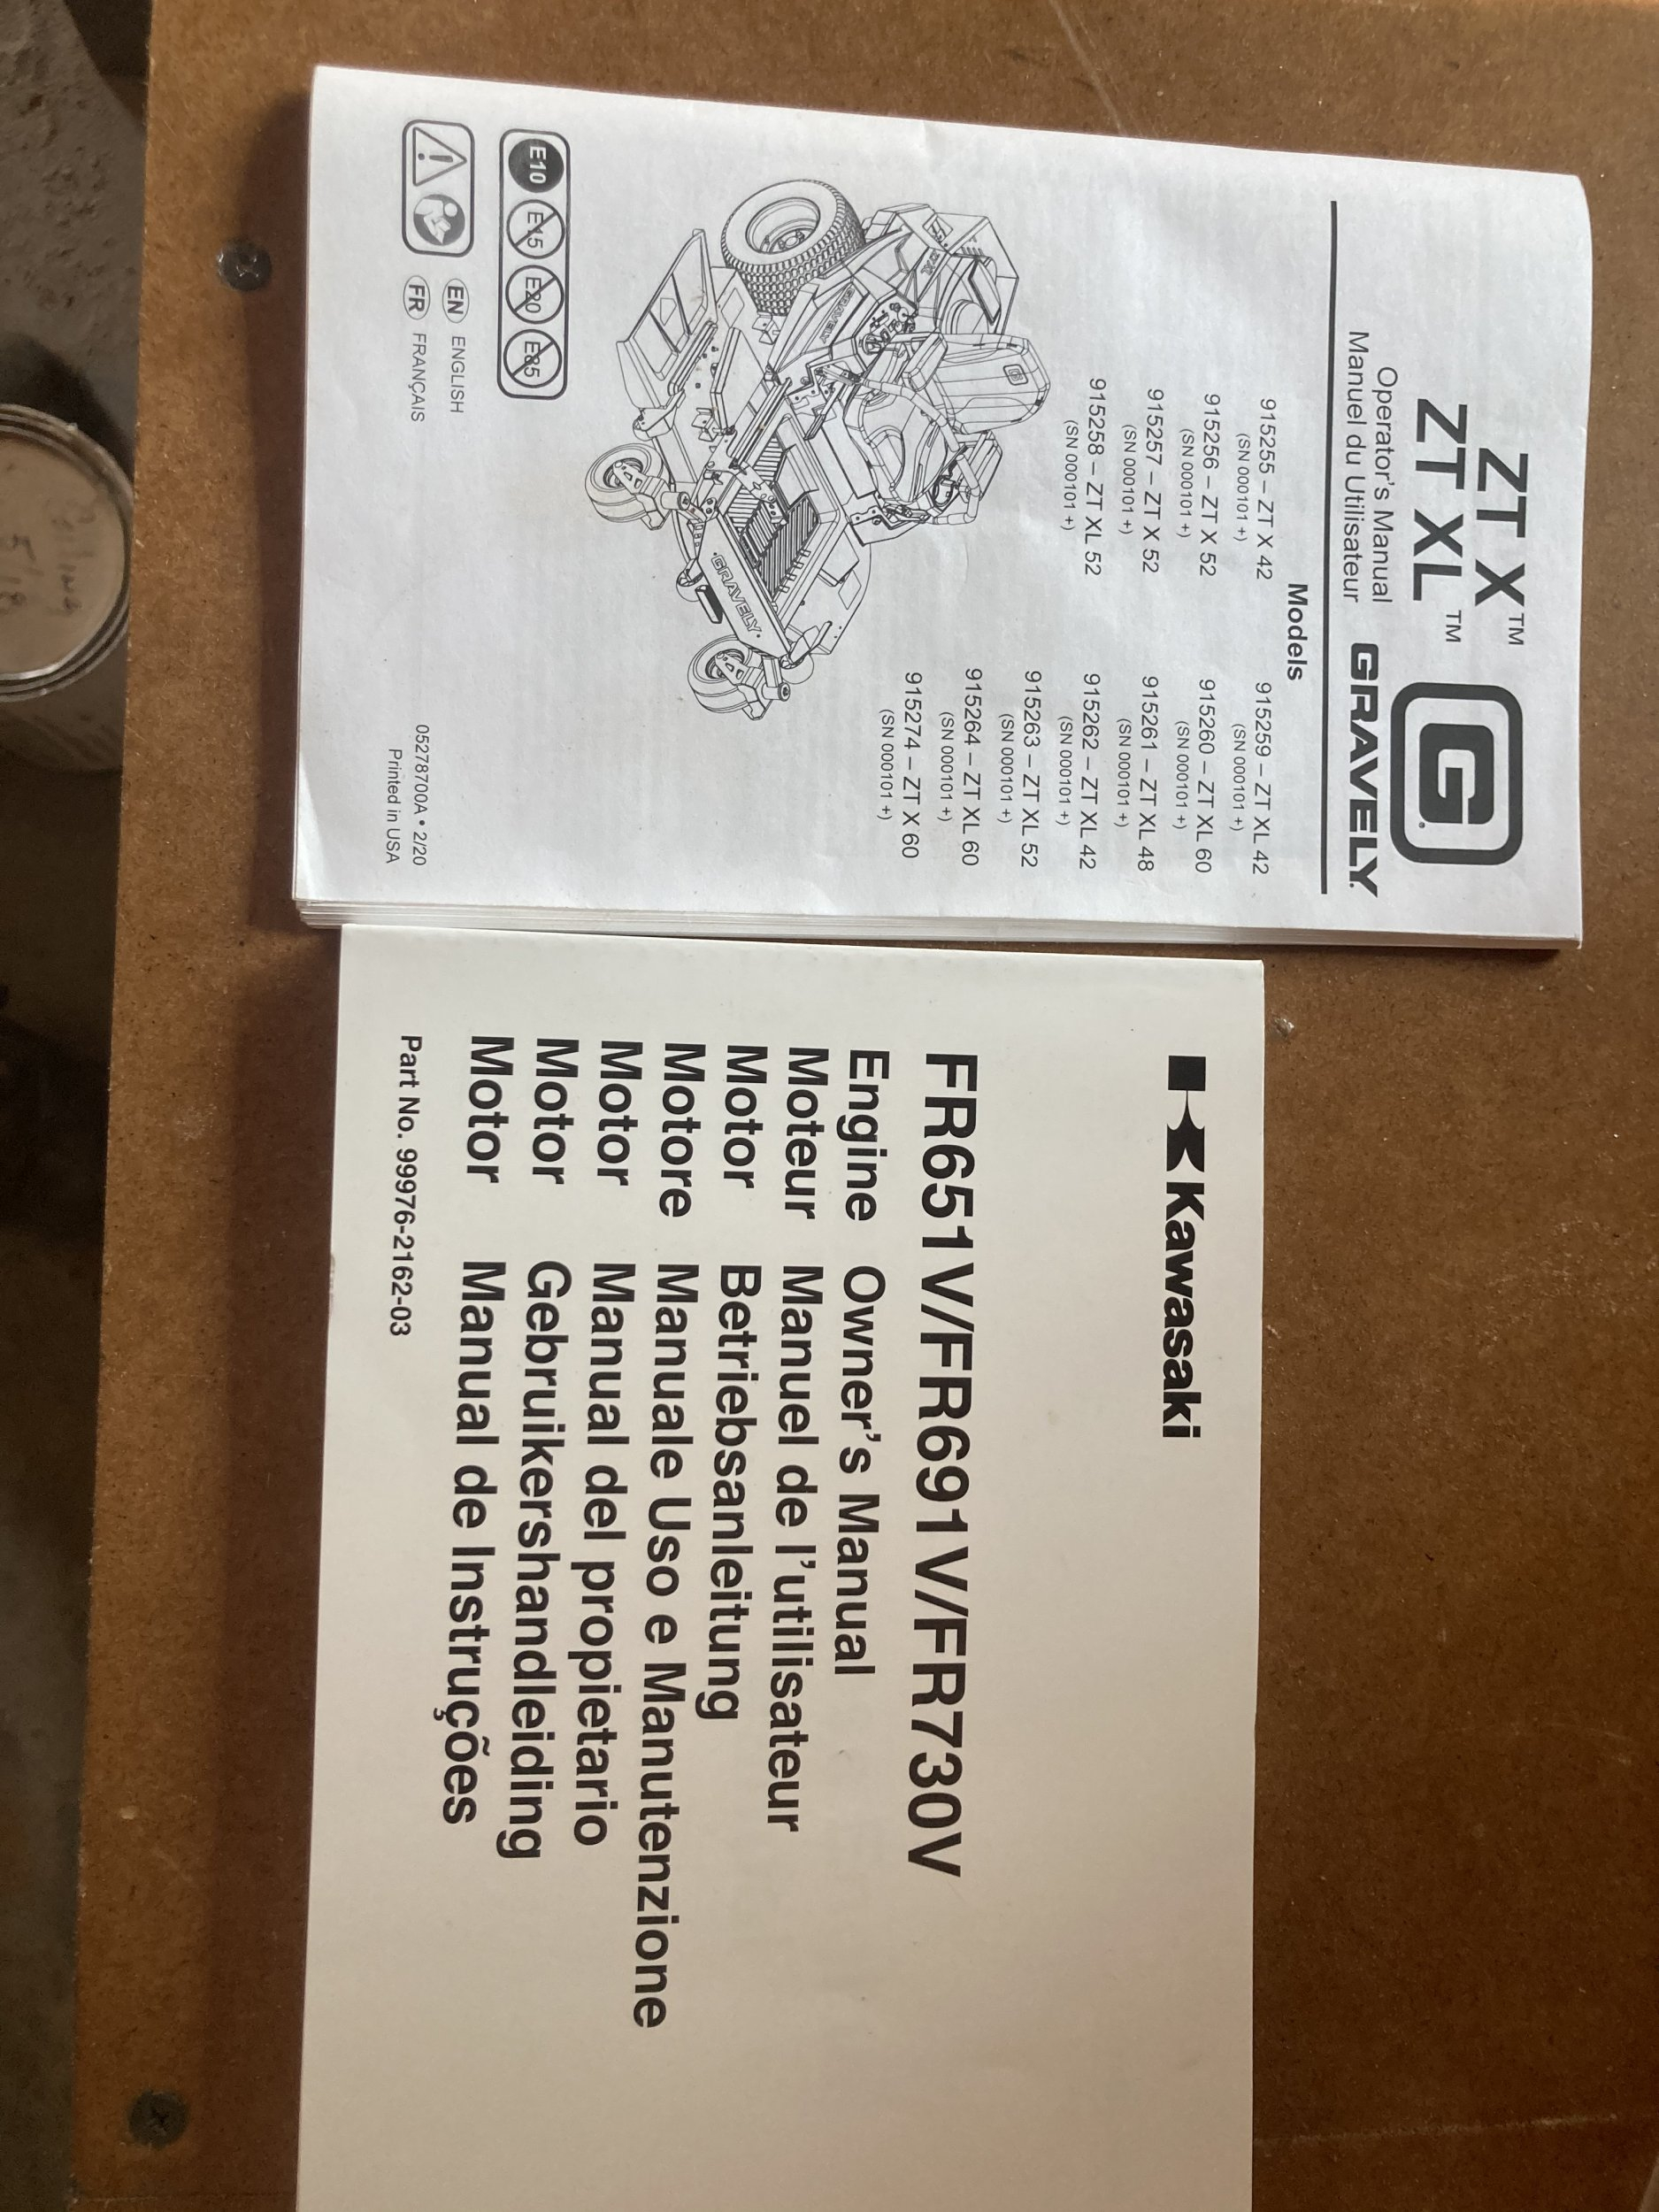 ZT X™
ZT XL™
Operator's Manual
Manuel du Utilisateur
G
GRAVELY
Models
915255 – ZT X 42
(SN 000101 +)
915256 – ZT X 52
(SN 000101 +)
915257 – ZT X 52
(SN 000101 +)
915258 – ZT XL 52
(SN 000101 +)
915259 – ZT XL 42
(SN 000101 +)
915260 – ZT XL 60
(SN 000101 +)
915261 – ZT XL 48
(SN 000101 +)
915262 – ZT XL 42
(SN 000101 +)
915263 – ZT XL 52
(SN 000101 +)
915264 – ZT XL 60
(SN 000101 +)
915274 – ZT X 60
(SN 000101 +)
GRAVELY
GRAVELY
E10 E15 E20 E85
EN ENGLISH
FR FRANÇAIS
05278700A • 2/20
Printed in USA
Kawasaki
FR651V/FR691V/FR730V
Engine Owner's Manual
Moteur Manuel de l'utilisateur
Motor Betriebsanleitung
Motore Manuale Uso e Manutenzione
Motor Manual del propietario
Motor Gebruikershandleiding
Motor Manual de Instruções
Part No. 99976-2162-03
5/18